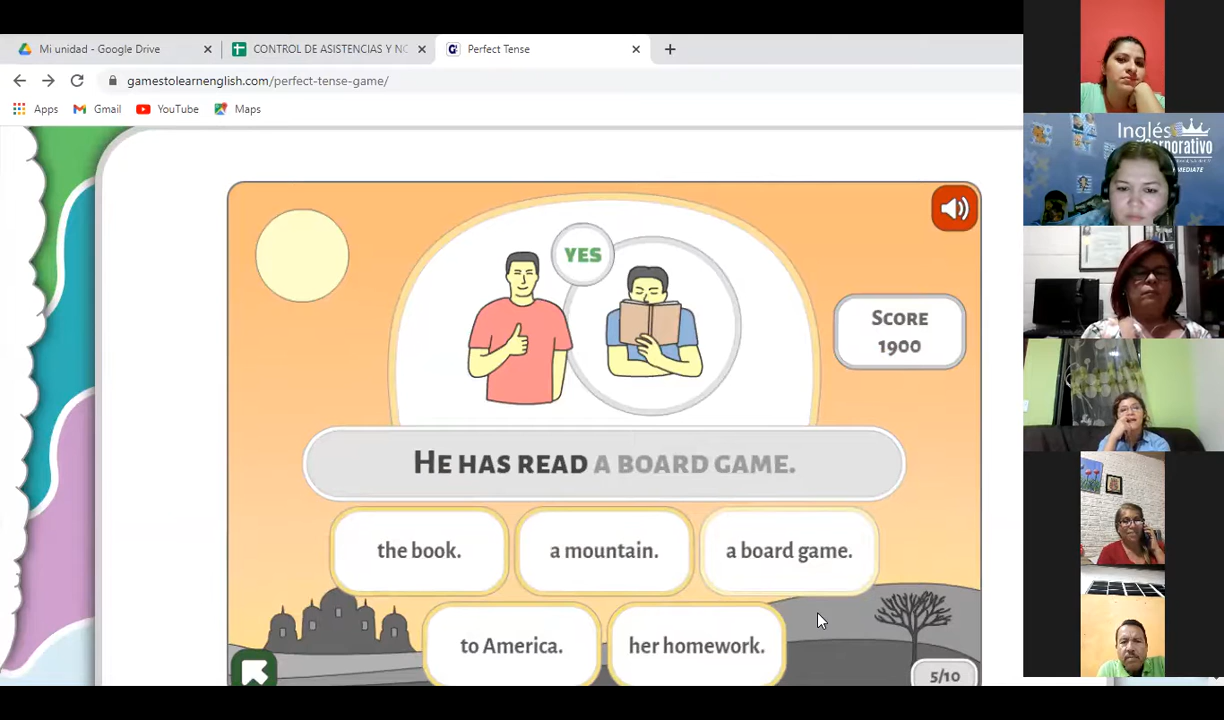 Mi unidad - Google Drive
CONTROL DE ASISTENCIAS Y NO
Perfect Tense
gamestolearnenglish.com/perfect-tense-game/
Apps
Gmail
YouTube
Maps
YES
SCORE
1900
HE HAS READ A BOARD GAME.
the book.
a mountain.
a board game.
to America.
her homework.
5/10
Inglés
Corporativo